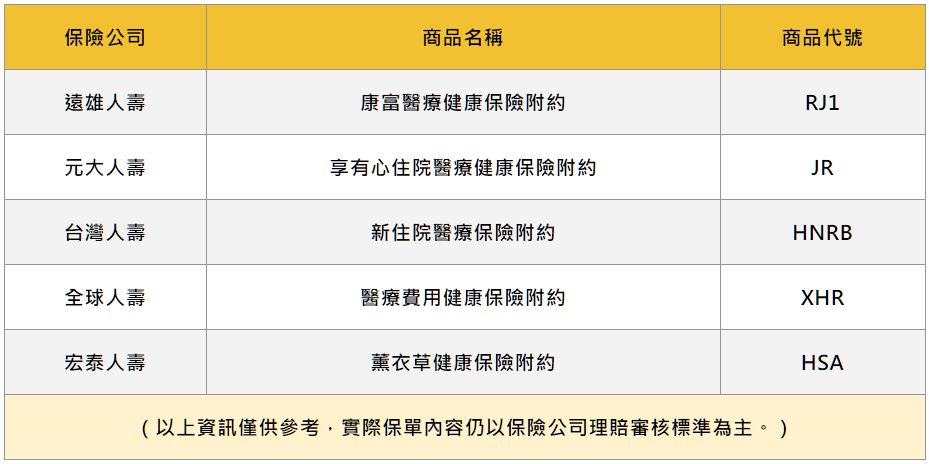 保險公司 商品名稱 商品代號
遠雄人壽 康富醫療健康保險附約 RJ1
元大人壽 享有心住院醫療健康保險附約 JR
台灣人壽 新住院醫療保險附約 HNRB
全球人壽 醫療費用健康保險附約 XHR
宏泰人壽 薰衣草健康保險附約 HSA
( 以上資訊僅供參考，實際保單內容仍以保險公司理賠審核標準為主。 )